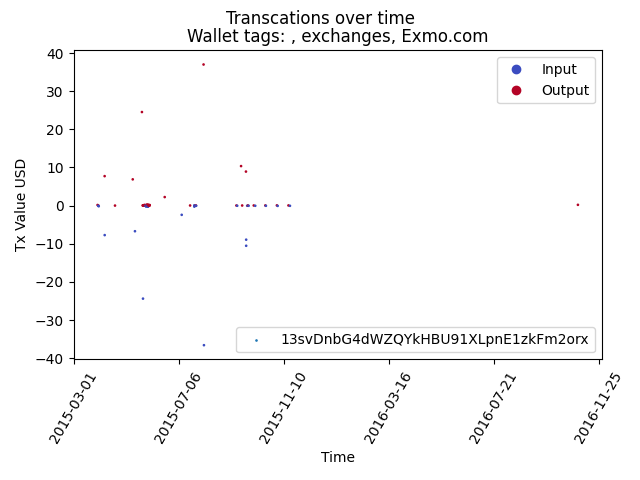 Transcations over time
Wallet tags: , exchanges, Exmo.com
Input
Output
40
30
20
10
0
−10
−20
−30
−40
Tx Value USD
13svDnbG4dWZQYkHBU91XLpnE1zkFm2orx
2015-03-01
2015-07-06
2015-11-10
2016-03-16
2016-07-21
2016-11-25
Time